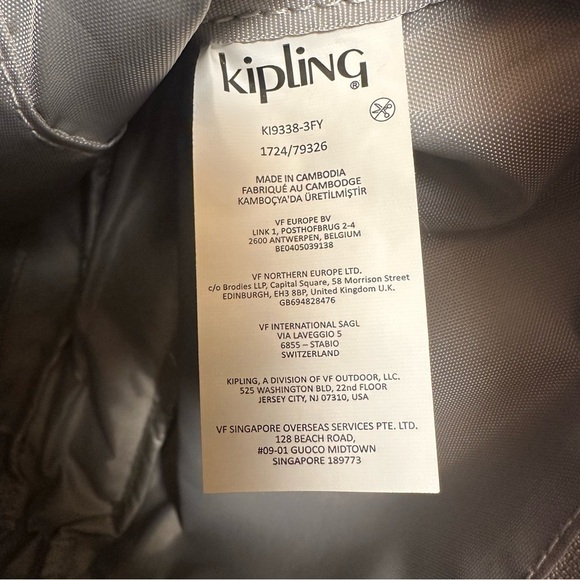 kipling®
KI9338-3FY
1724/79326
MADE IN CAMBODIA
FABRIQUÉ AU CAMBODGE
KAMBOÇYA'DA ÜRETİLMİŞTİR
VF EUROPE BV
LINK 1, POSTHOFBRUG 2-4
2600 ANTWERPEN, BELGIUM
BE0405039138
VF NORTHERN EUROPE LTD.
c/o Brodies LLP, Capital Square, 58 Morrison Street
EDINBURGH, EH3 8BP, United Kingdom U.K.
GB694828476
VF INTERNATIONAL SAGL
VIA LAVEGGIO 5
6855 – STABIO
SWITZERLAND
KIPLING, A DIVISION OF VF OUTDOOR, LLC.
525 WASHINGTON BLD, 22nd FLOOR
JERSEY CITY, NJ 07310, USA
VF SINGAPORE OVERSEAS SERVICES PTE. LTD.
128 BEACH ROAD,
#09-01 GUOCO MIDTOWN
SINGAPORE 189773